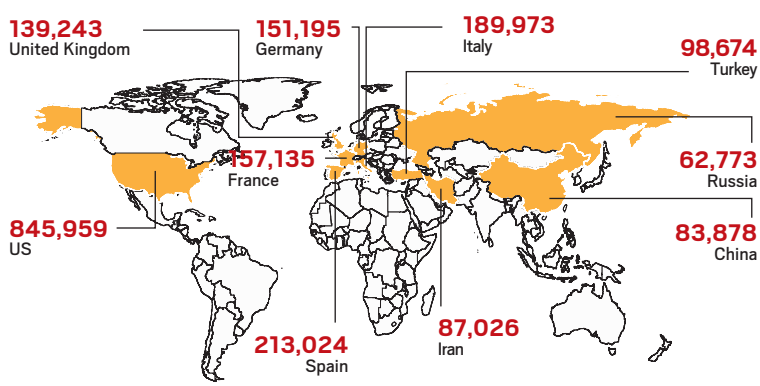 139,243
United Kingdom
151,195
Germany
189,973
Italy
98,674
Turkey
157,135
France
62,773
Russia
845,959
US
83,878
China
213,024
Spain
87,026
Iran